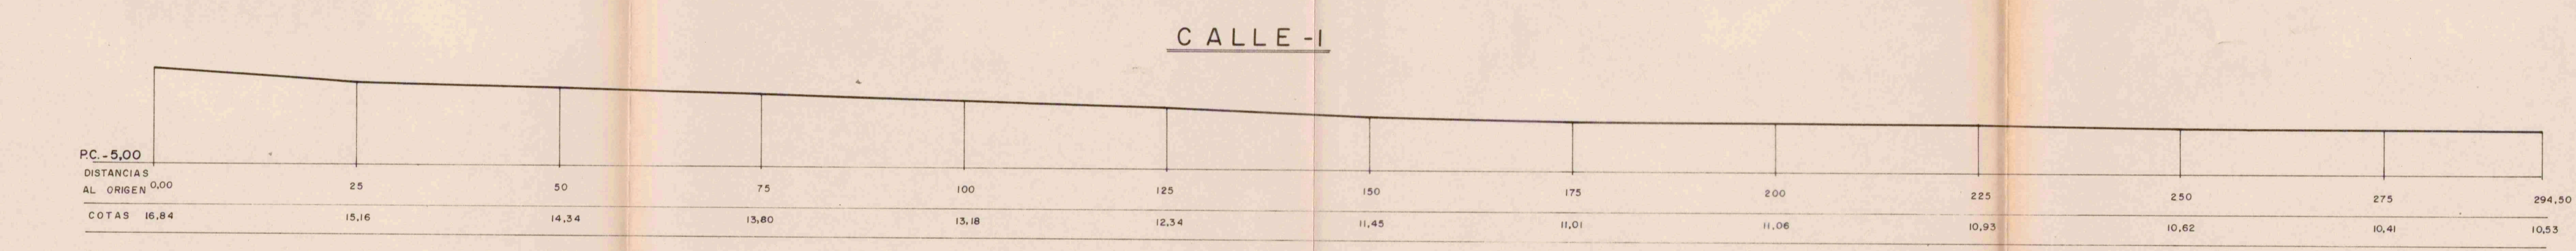 CALLE-1
P.C.-5,00
DISTANCIAS
AL ORIGEN 0,00 25 50 75 100 125 150 175 200 225 250 275 294,50
COTAS 16,84 15,16 14,34 13,80 13,18 12,34 11,45 11,01 11,06 10,93 10,62 10,41 10,53